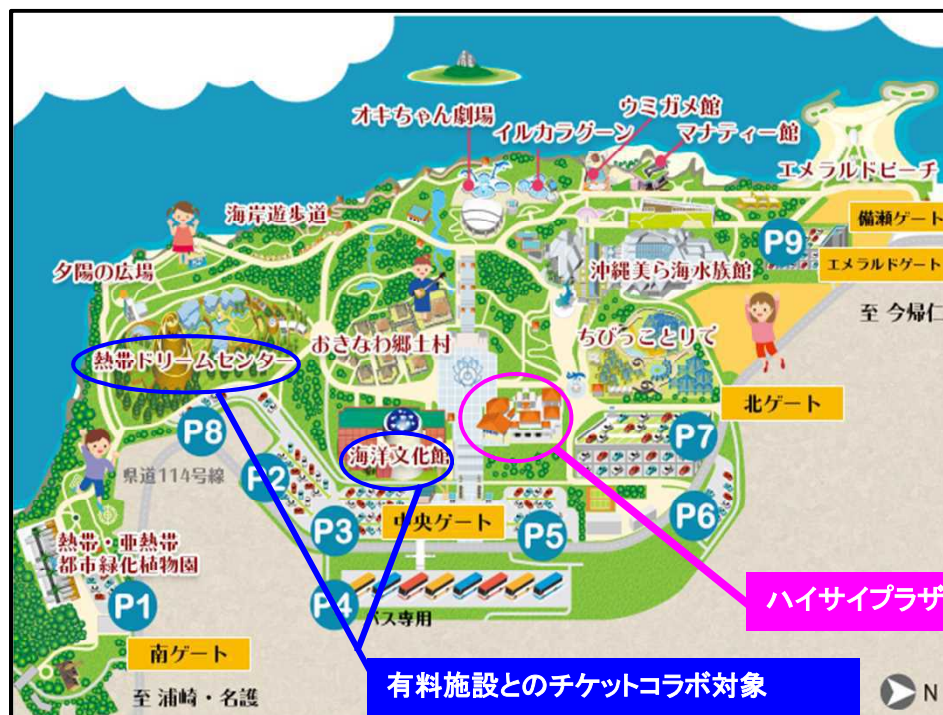 オキちゃん劇場
イルカラグーン
ウミガメ館
マナティー館
エメラルドビーチ
海岸遊歩道
備瀬ゲート
P9
夕陽の広場
沖縄美ら海水族館
エメラルドゲート
至 今帰仁
熱帯ドリームセンター
おきなわ郷土村
ちびっことりで
北ゲート
P8
P7
県道114号線
P2
海洋文化館
P3
中央ゲート
P5
P6
熱帯・亜熱帯
都市緑化植物園
P1
P4
バス専用
ハイサイプラザ
南ゲート
至 浦崎・名護
有料施設とのチケットコラボ対象
N